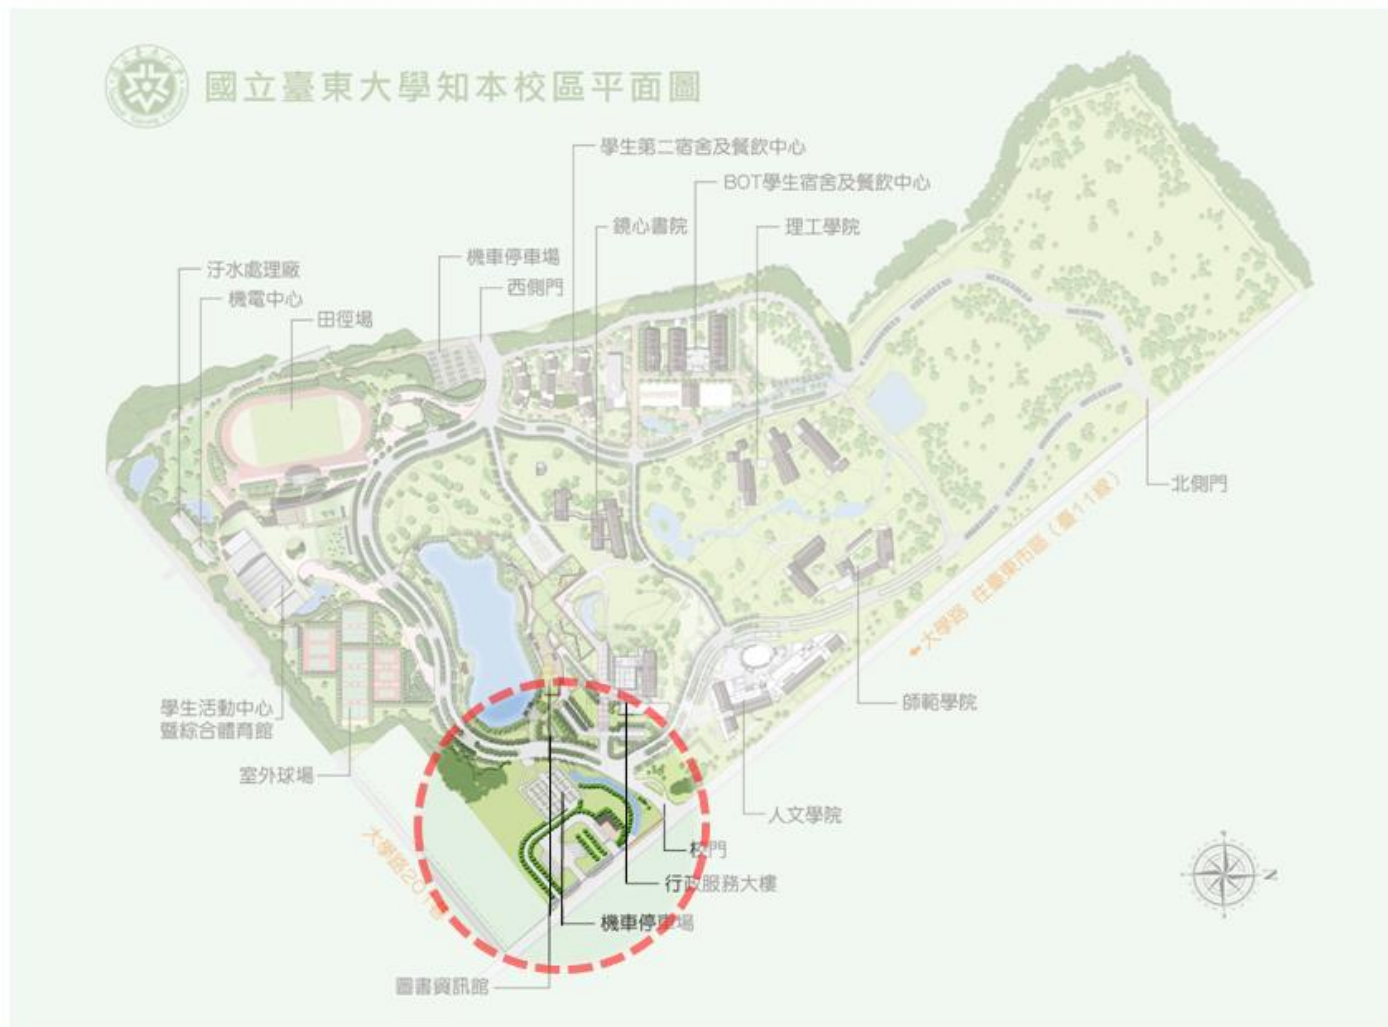 國立臺東大學知本校區平面圖
學生第二宿舍及餐飲中心
BOT學生宿舍及餐飲中心
鏡心書院
理工學院
機車停車場
西側門
汙水處理廠
機電中心
田徑場
北側門
大學路 往臺東市區（臺11線）
師範學院
學生活動中心
暨綜合體育館
室外球場
人文學院
校門
行政服務大樓
機車停車場
圖書資訊館
N